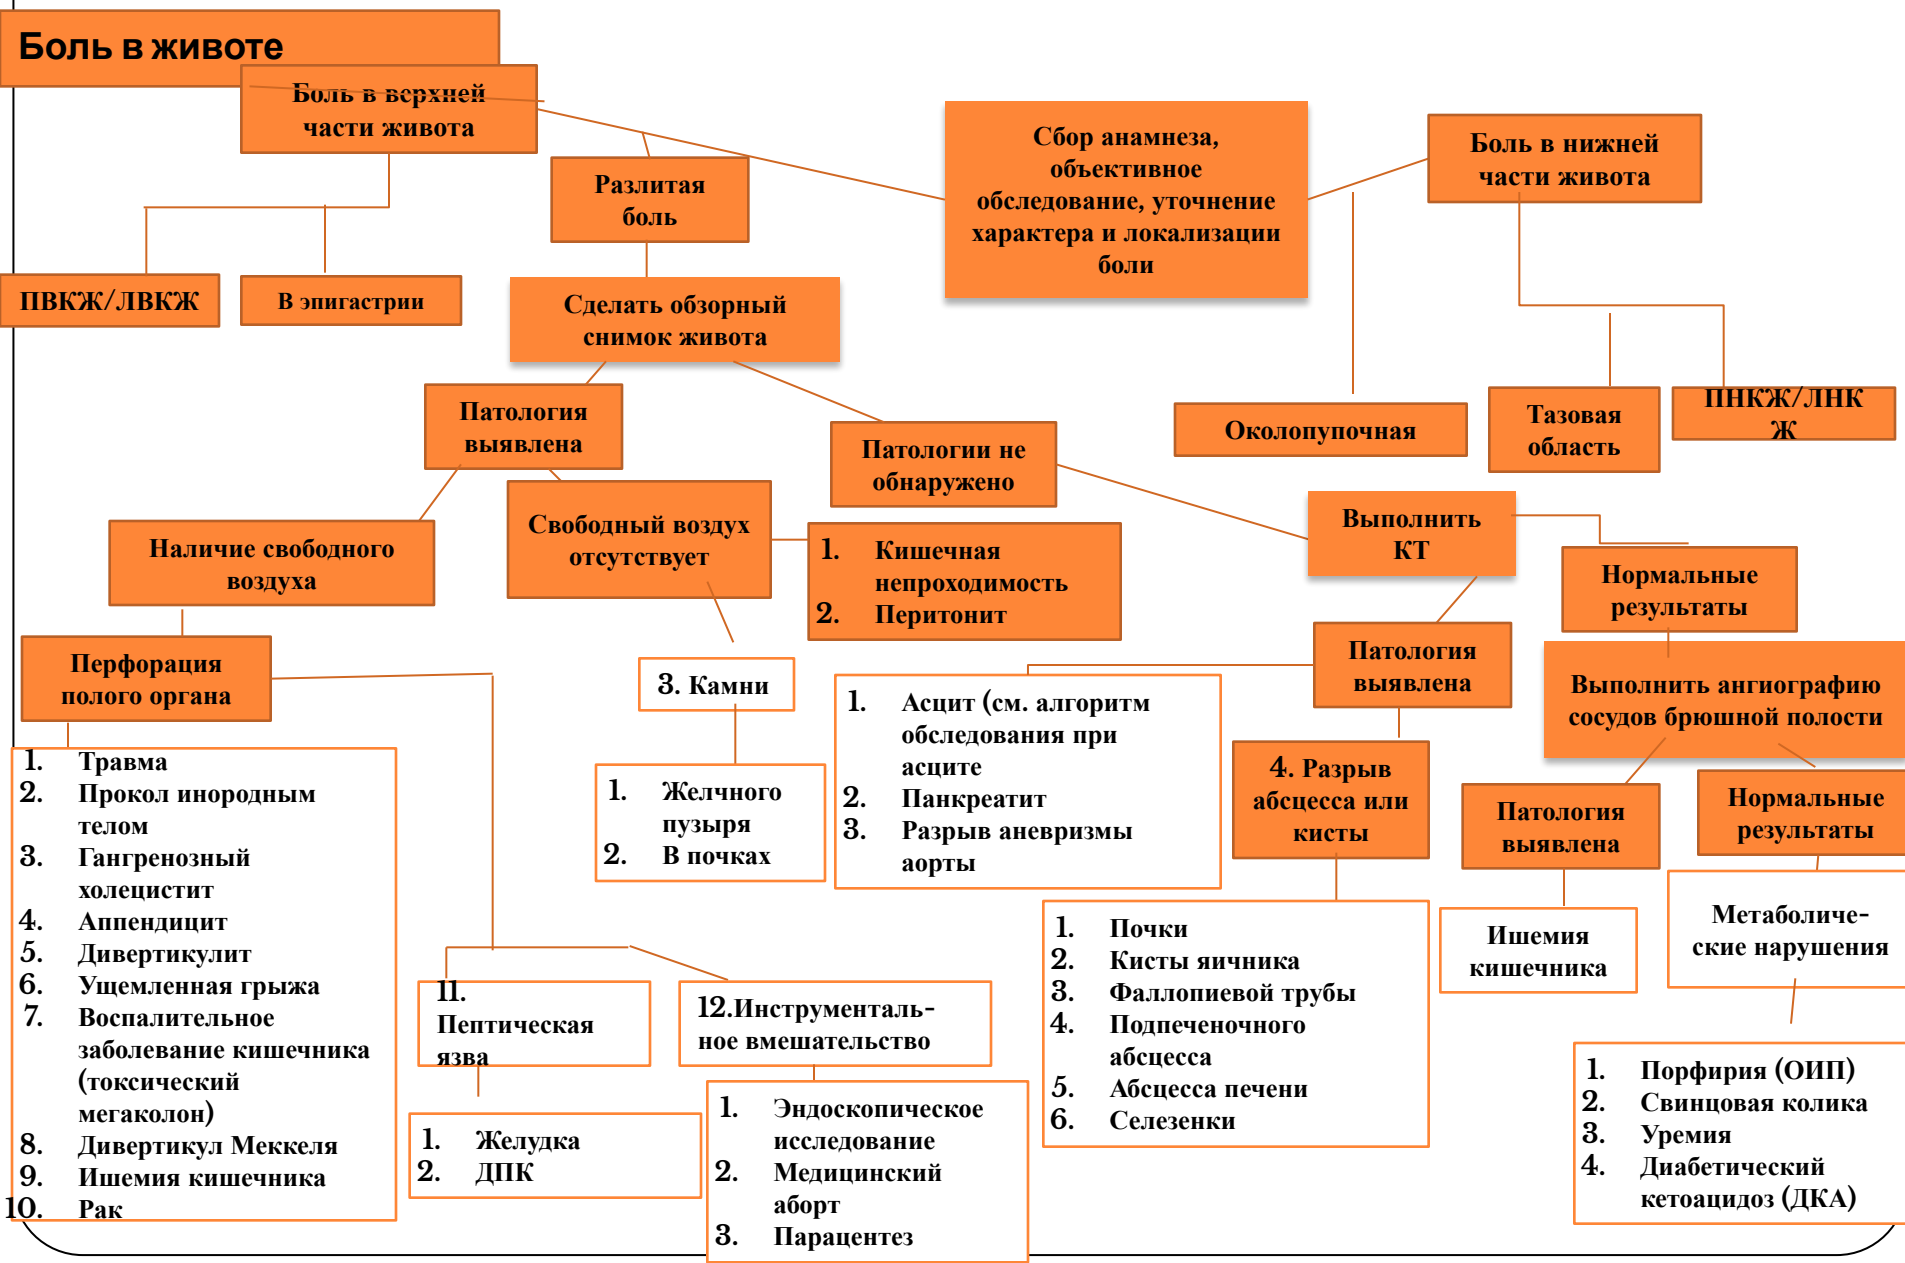 Боль в животе
Боль в верхней
части живота
Сбор анамнеза,
объективное
обследование, уточнение
характера и локализации
боли
Боль в нижней
части живота
Разлитая
боль
ПВКЖ/ЛВКЖ
В эпигастрии
Сделать обзорный
снимок живота
Патология
выявлена
Патологии не
обнаружено
Околопупочная
Тазовая
область
ПНКЖ/ЛНК
Ж
Наличие свободного
воздуха
Свободный воздух
отсутствует
1. Кишечная
непроходимость
2. Перитонит
Выполнить
КТ
Нормальные
результаты
Перфорация
полого органа
3. Камни
Патология
выявлена
Выполнить ангиографию
сосудов брюшной полости
1. Травма
2. Прокол инородным
телом
3. Гангренозный
холецистит
4. Аппендицит
5. Дивертикулит
6. Ущемленная грыжа
7. Воспалительное
заболевание кишечника
(токсический
мегаколон)
8. Дивертикул Меккеля
9. Ишемия кишечника
10. Рак
1. Желчного
пузыря
2. В почках
1. Асцит (см. алгоритм
обследования при
асците
2. Панкреатит
3. Разрыв аневризмы
аорты
4. Разрыв
абсцесса или
кисты
Патология
выявлена
Нормальные
результаты
11.
Пептическая
язва
12.Инструменталь-
ное вмешательство
1. Почки
2. Кисты яичника
3. Фаллопиевой трубы
4. Подпеченочного
абсцесса
5. Абсцесса печени
6. Селезенки
Ишемия
кишечника
Метаболиче-
ские нарушения
1. Желудка
2. ДПК
1. Эндоскопическое
исследование
2. Медицинский
аборт
3. Парацентез
1. Порфирия (ОИП)
2. Свинцовая колика
3. Уремия
4. Диабетический
кетоацидоз (ДКА)